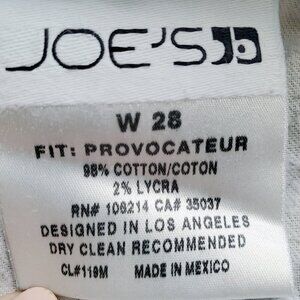 JOE'S
W 28
FIT: PROVOCATEUR
98% COTTON/COTON
2% LYCRA
RN# 106214 CA# 35037
DESIGNED IN LOS ANGELES
DRY CLEAN RECOMMENDED
CL#119M MADE IN MEXICO